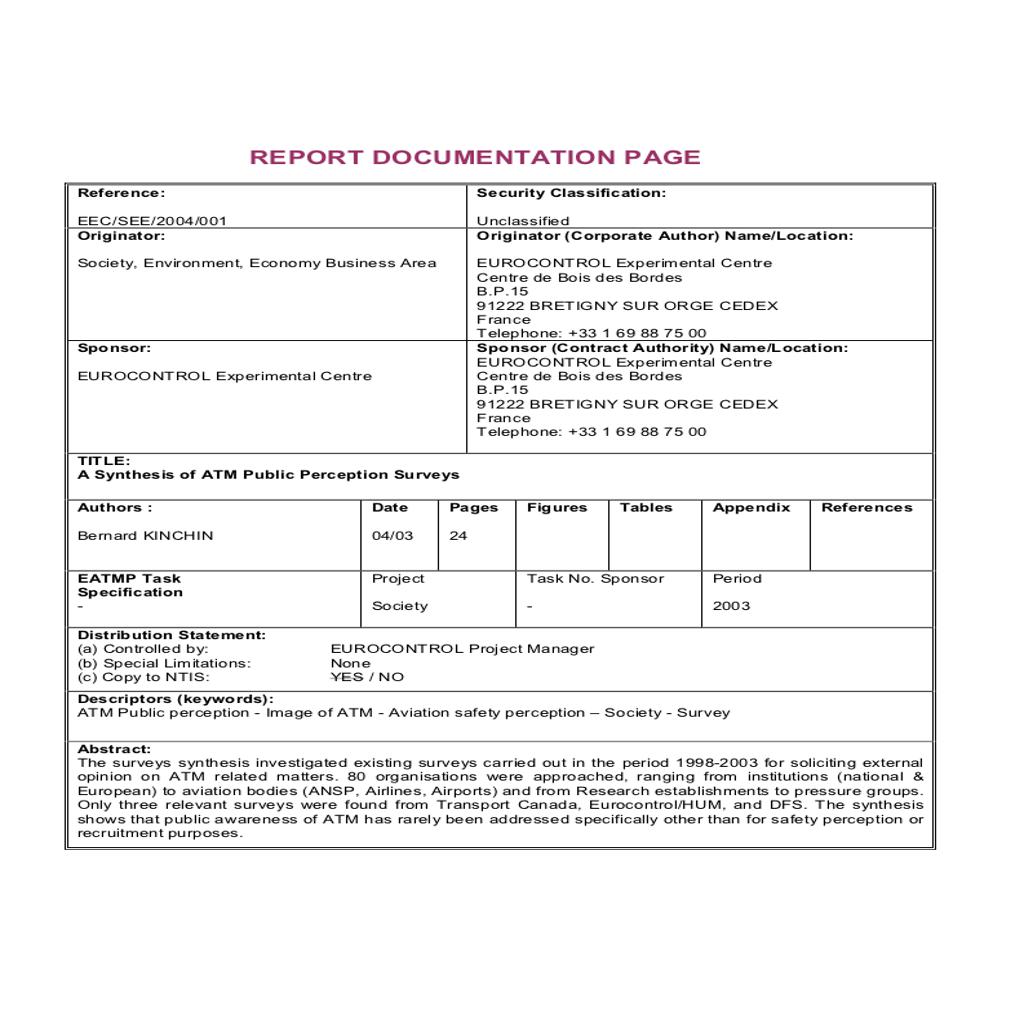 REPORT DOCUMENTATION PAGE
Reference:
EEC/SEE/2004/001
Security Classification:
Unclassified
Originator:
Society, Environment, Economy Business Area
Originator (Corporate Author) Name/Location:
EUROCONTROL Experimental Centre
Centre de Bois des Bordes
B.P.15
91222 BRETIGNY SUR ORGE CEDEX
France
Telephone: +33 1 69 88 75 00
Sponsor:
EUROCONTROL Experimental Centre
Sponsor (Contract Authority) Name/Location:
EUROCONTROL Experimental Centre
Centre de Bois des Bordes
B.P.15
91222 BRETIGNY SUR ORGE CEDEX
France
Telephone: +33 1 69 88 75 00
TITLE:
A Synthesis of ATM Public Perception Surveys
Authors :
Bernard KINCHIN
Date
04/03
Pages
24
Figures
Tables
Appendix
References
EATMP Task
Specification
-
Project
Society
Task No. Sponsor
-
Period
2003
Distribution Statement:
(a) Controlled by: EUROCONTROL Project Manager
(b) Special Limitations: None
(c) Copy to NTIS: YES / NO
Descriptors (keywords):
ATM Public perception - Image of ATM - Aviation safety perception – Society - Survey
Abstract:
The surveys synthesis investigated existing surveys carried out in the period 1998-2003 for soliciting external
opinion on ATM related matters. 80 organisations were approached, ranging from institutions (national &
European) to aviation bodies (ANSP, Airlines, Airports) and from Research establishments to pressure groups.
Only three relevant surveys were found from Transport Canada, Eurocontrol/HUM, and DFS. The synthesis
shows that public awareness of ATM has rarely been addressed specifically other than for safety perception or
recruitment purposes.